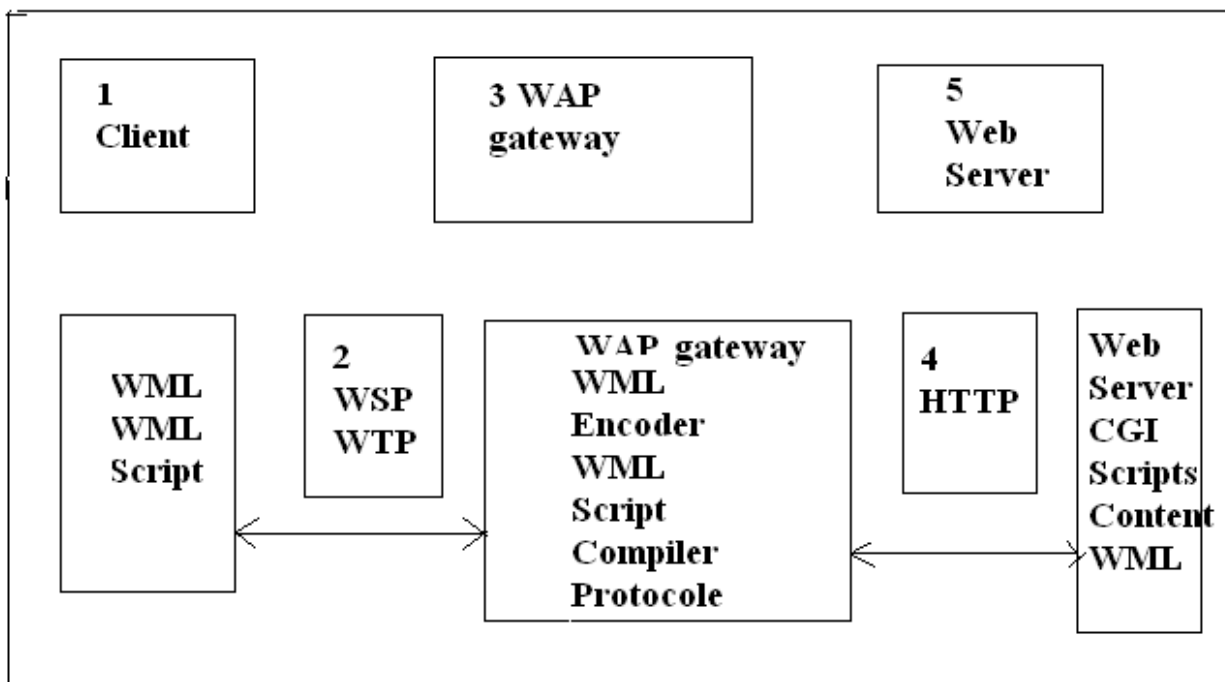 1
Client
3 WAP
gateway
5
Web
Server
WML
WML
Script
2
WSP
WTP
WAP gateway
WML
Encoder
WML
Script
Compiler
Protocole
4
HTTP
Web
Server
CGI
Scripts
Content
WML